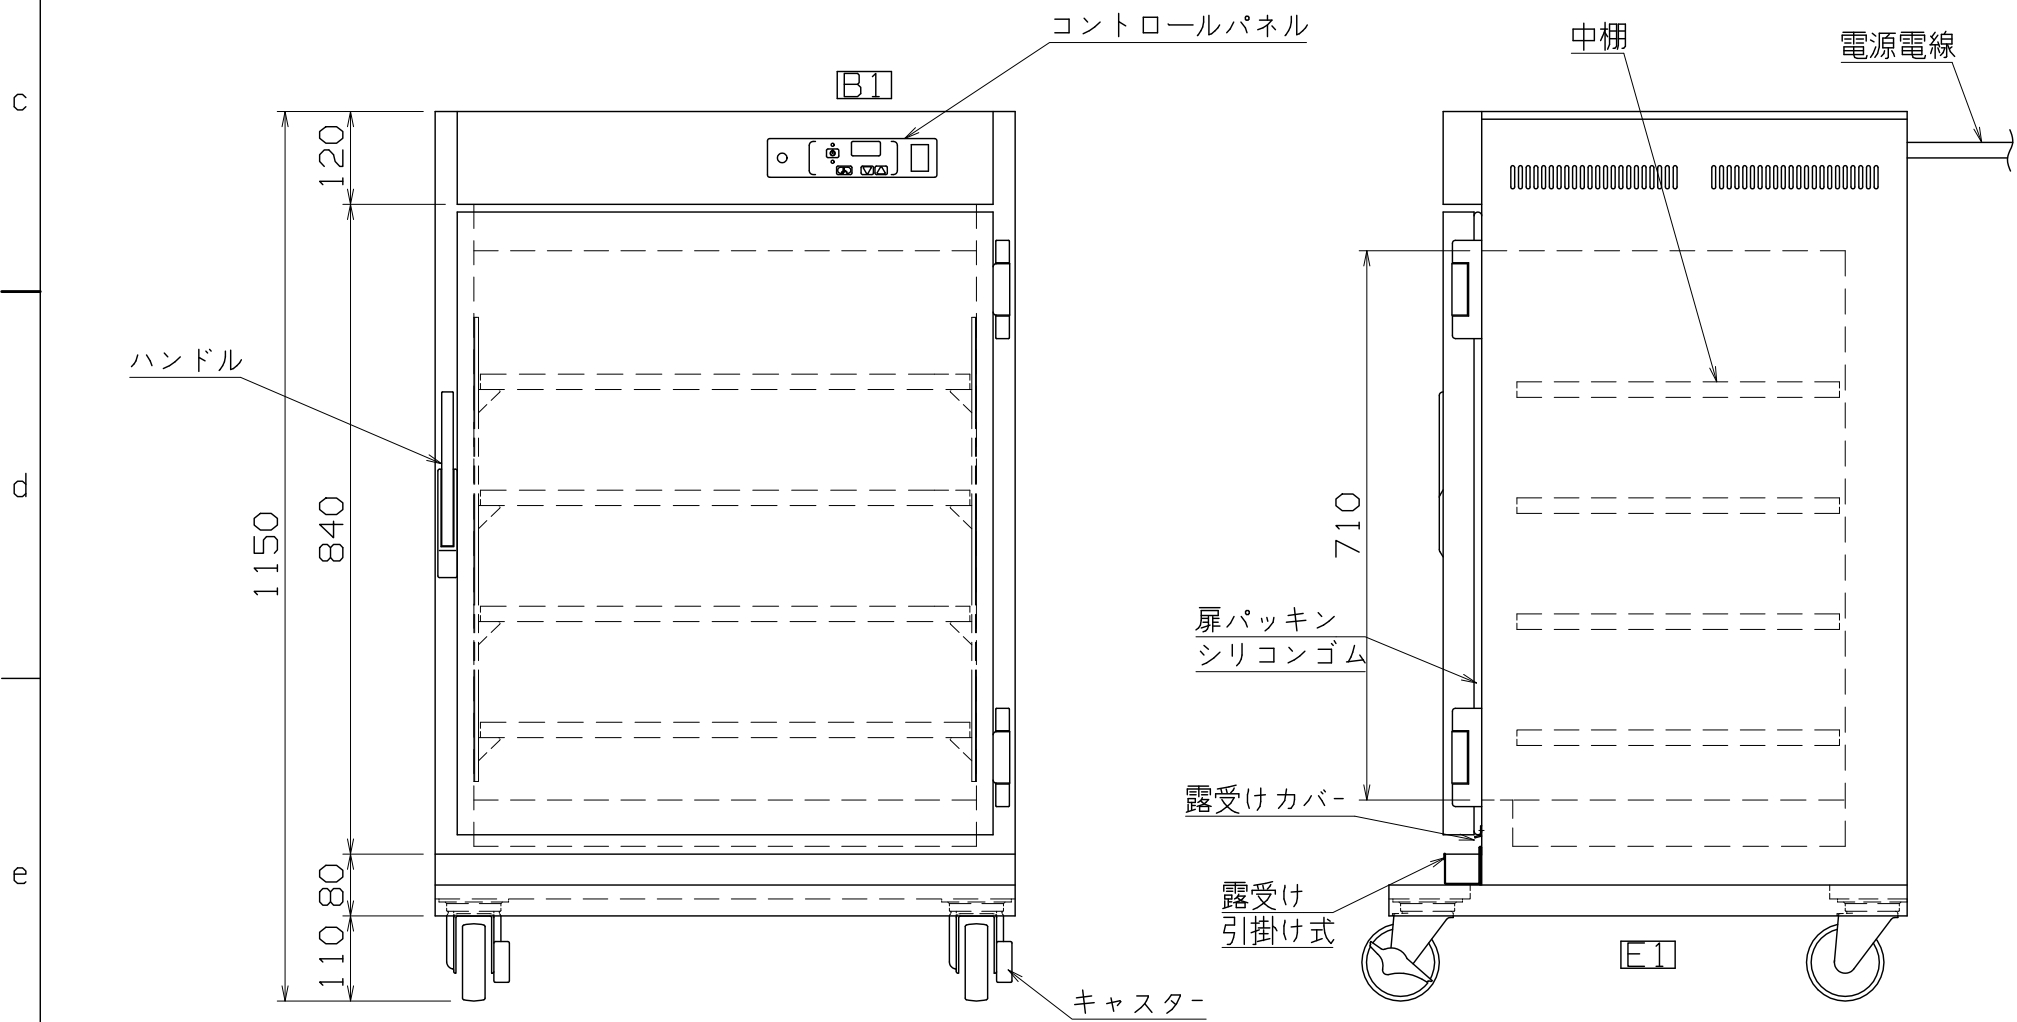 コントロールパネル
中棚
電源電線
B1
c
120
ハンドル
d
840
1150
710
扉パッキン
シリコンゴム
露受けカバー
e
80
露受け
引掛け式
110
E1
キャスター